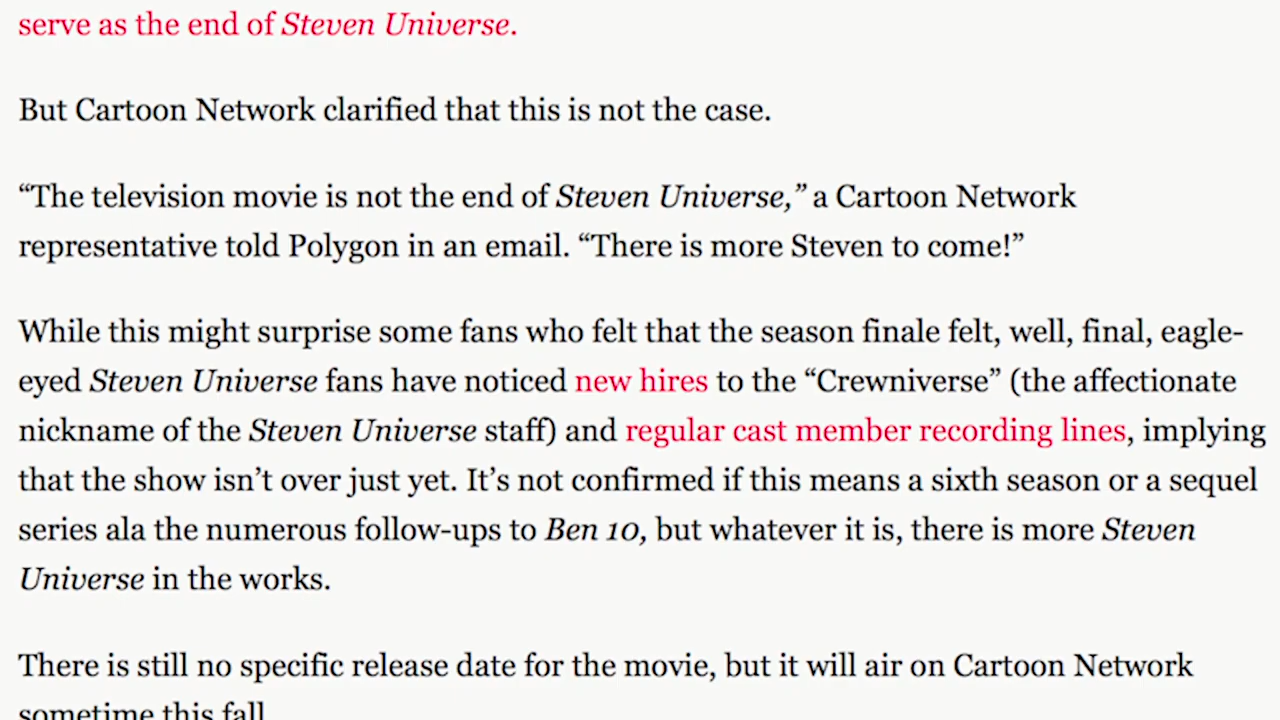 serve as the end of Steven Universe.
But Cartoon Network clarified that this is not the case.
“The television movie is not the end of Steven Universe,” a Cartoon Network
representative told Polygon in an email. “There is more Steven to come!”
While this might surprise some fans who felt that the season finale felt, well, final, eagle-
eyed Steven Universe fans have noticed new hires to the “Crewniverse” (the affectionate
nickname of the Steven Universe staff) and regular cast member recording lines, implying
that the show isn’t over just yet. It’s not confirmed if this means a sixth season or a sequel
series ala the numerous follow-ups to Ben 10, but whatever it is, there is more Steven
Universe in the works.
There is still no specific release date for the movie, but it will air on Cartoon Network
sometime this fall